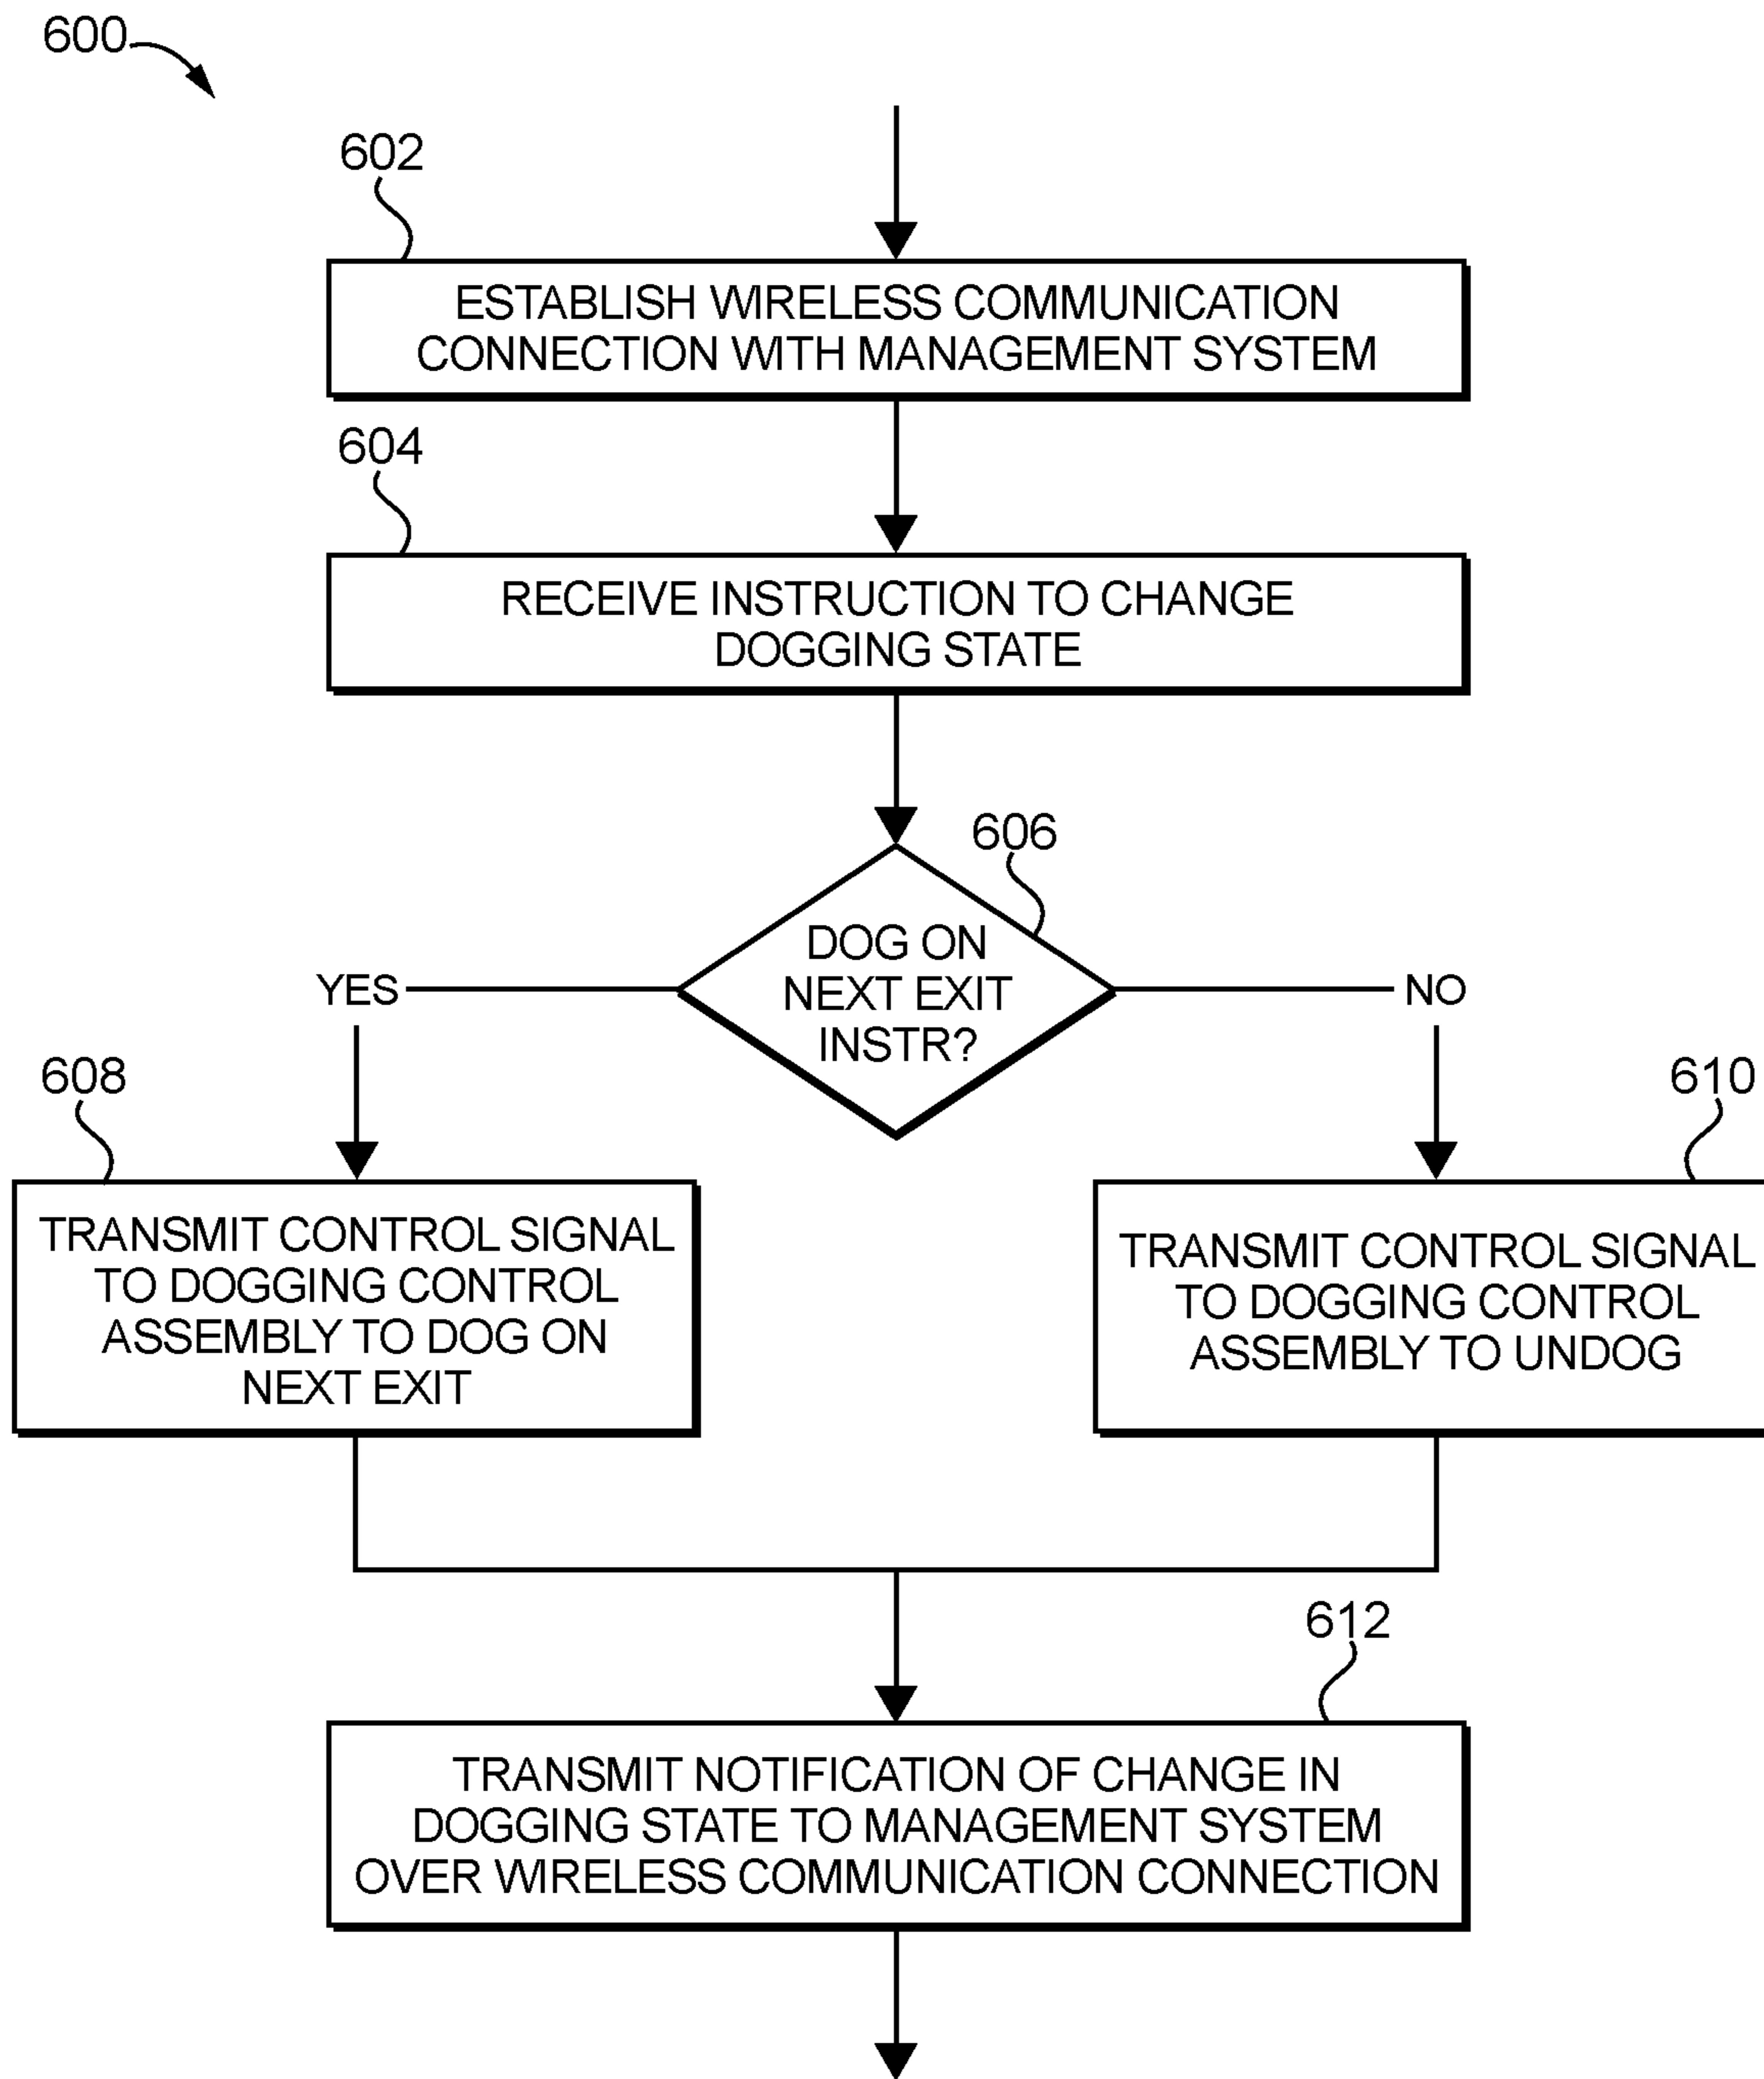 600
602
ESTABLISH WIRELESS COMMUNICATION
CONNECTION WITH MANAGEMENT SYSTEM
604
RECEIVE INSTRUCTION TO CHANGE
DOGGING STATE
606
DOG ON
NEXT EXIT
INSTR?
YES
NO
608
TRANSMIT CONTROL SIGNAL
TO DOGGING CONTROL
ASSEMBLY TO DOG ON
NEXT EXIT
610
TRANSMIT CONTROL SIGNAL
TO DOGGING CONTROL
ASSEMBLY TO UNDOG
612
TRANSMIT NOTIFICATION OF CHANGE IN
DOGGING STATE TO MANAGEMENT SYSTEM
OVER WIRELESS COMMUNICATION CONNECTION